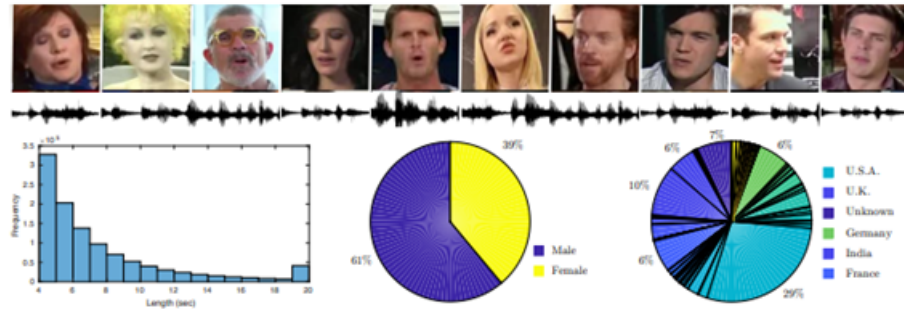 × 10 5
3.5
3
2.5
2
1.5
1
0.5
0
Frequency
4 6 8 10 12 14 16 18 20
Length (sec)
39%
61%
Male
Female
7%
6%
6%
10%
6%
29%
U.S.A.
U.K.
Unknown
Germany
India
France